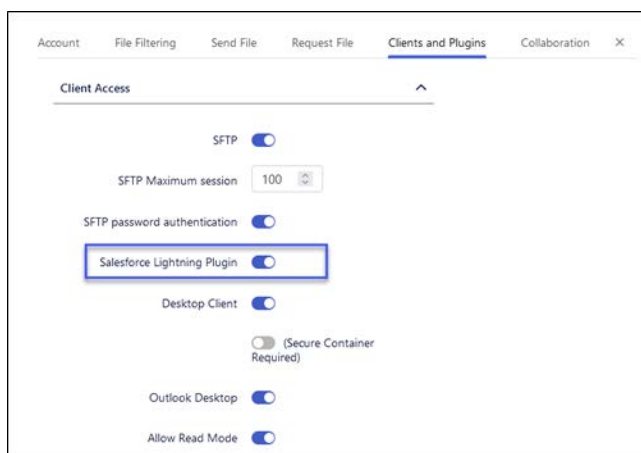 Account File Filtering Send File Request File Clients and Plugins Collaboration ×
Client Access
SFTP
SFTP Maximum session 100
SFTP password authentication
Salesforce Lightning Plugin
Desktop Client
(Secure Container
Required)
Outlook Desktop
Allow Read Mode